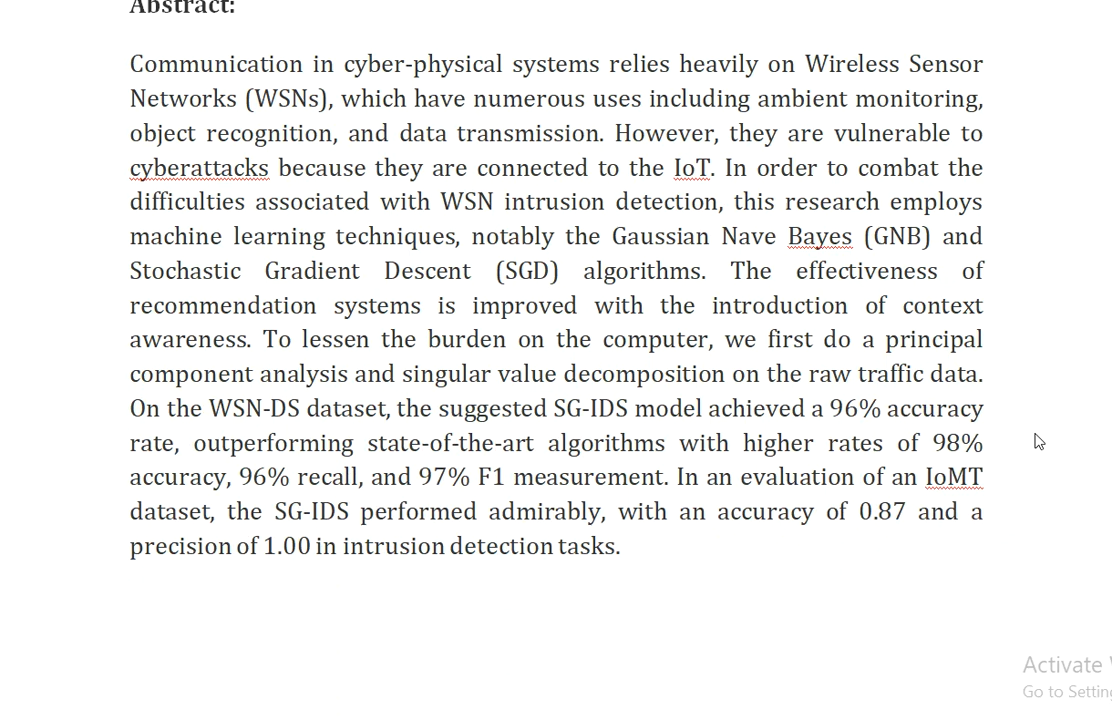 Abstract:
Communication in cyber-physical systems relies heavily on Wireless Sensor
Networks (WSNs), which have numerous uses including ambient monitoring,
object recognition, and data transmission. However, they are vulnerable to
cyberattacks because they are connected to the IoT. In order to combat the
difficulties associated with WSN intrusion detection, this research employs
machine learning techniques, notably the Gaussian Nave Bayes (GNB) and
Stochastic Gradient Descent (SGD) algorithms. The effectiveness of
recommendation systems is improved with the introduction of context
awareness. To lessen the burden on the computer, we first do a principal
component analysis and singular value decomposition on the raw traffic data.
On the WSN-DS dataset, the suggested SG-IDS model achieved a 96% accuracy
rate, outperforming state-of-the-art algorithms with higher rates of 98%
accuracy, 96% recall, and 97% F1 measurement. In an evaluation of an IoMT
dataset, the SG-IDS performed admirably, with an accuracy of 0.87 and a
precision of 1.00 in intrusion detection tasks.
Activate
Go to Setting